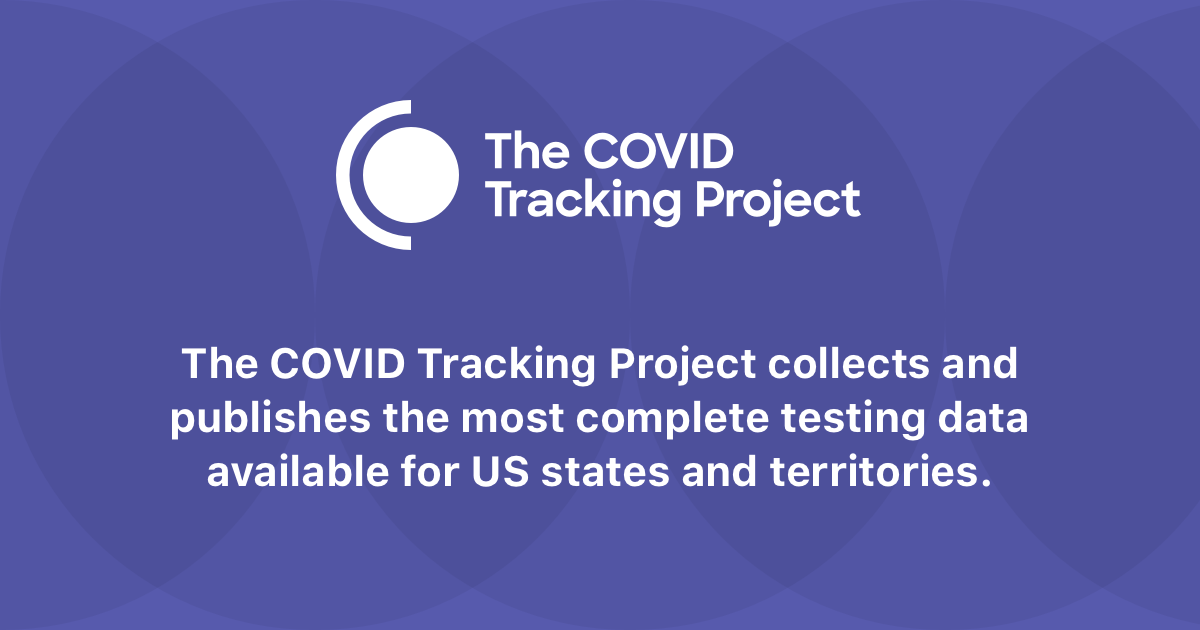 The COVID
Tracking Project
The COVID Tracking Project collects and
publishes the most complete testing data
available for US states and territories.